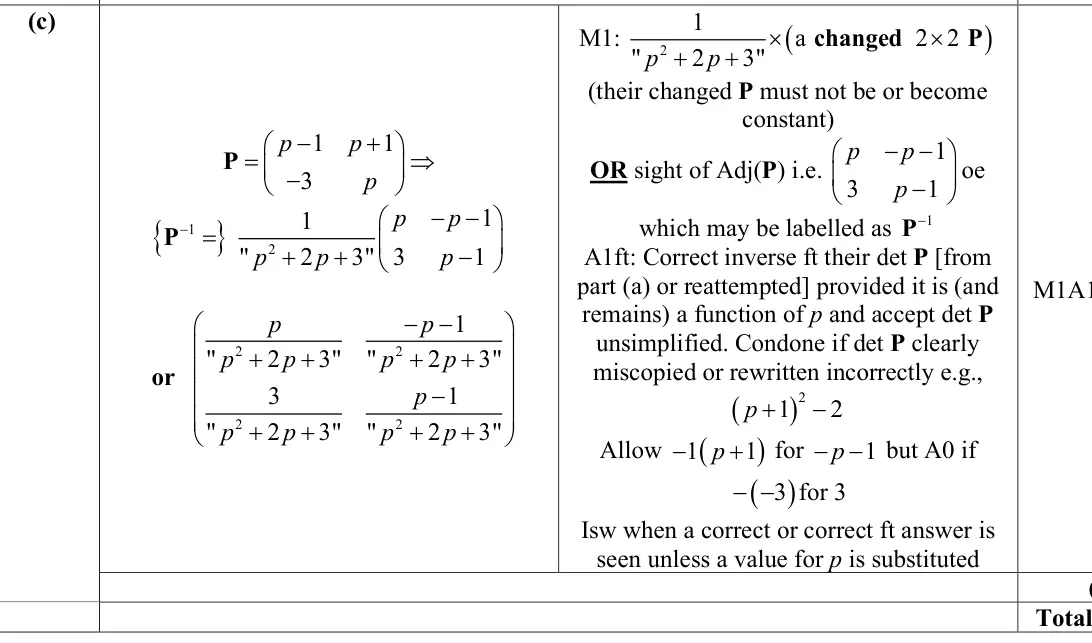 (c)
P = ( p − 1   p + 1 ; −3   p ) ⇒
{P⁻¹ =} 1/("p² + 2p + 3") ( p   −p − 1 ; 3   p − 1 )
or ( p/("p² + 2p + 3")   (−p − 1)/("p² + 2p + 3") ; 3/("p² + 2p + 3")   (p − 1)/("p² + 2p + 3") )
M1: 1/("p² + 2p + 3") × (a changed 2 × 2 P)
(their changed P must not be or become
constant)
OR sight of Adj(P) i.e. ( p   −p − 1 ; 3   p − 1 ) oe
which may be labelled as P⁻¹
A1ft: Correct inverse ft their det P [from
part (a) or reattempted] provided it is (and
remains) a function of p and accept det P
unsimplified. Condone if det P clearly
miscopied or rewritten incorrectly e.g.,
(p + 1)² − 2
Allow −1(p + 1) for −p − 1 but A0 if
−(−3) for 3
Isw when a correct or correct ft answer is
seen unless a value for p is substituted
M1A1
(
Total